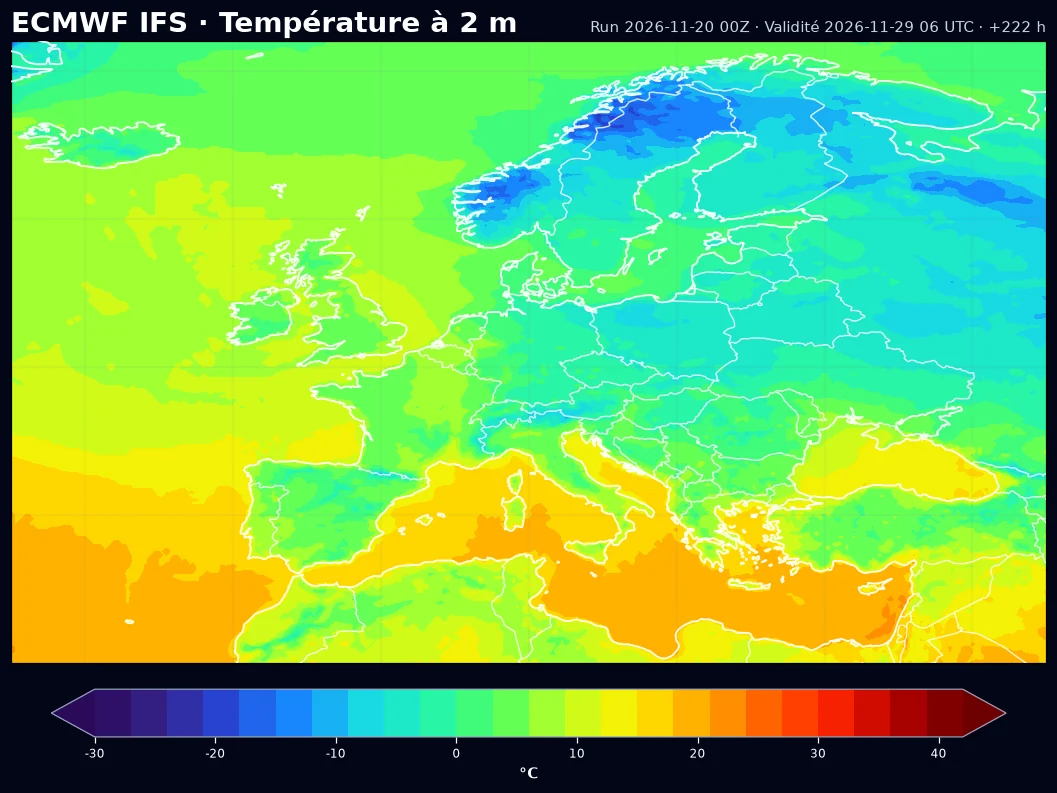 ECMWF IFS · Température à 2 m
Run 2026-11-20 00Z · Validité 2026-11-29 06 UTC · +222 h
-30 -20 -10 0 10 20 30 40
°C